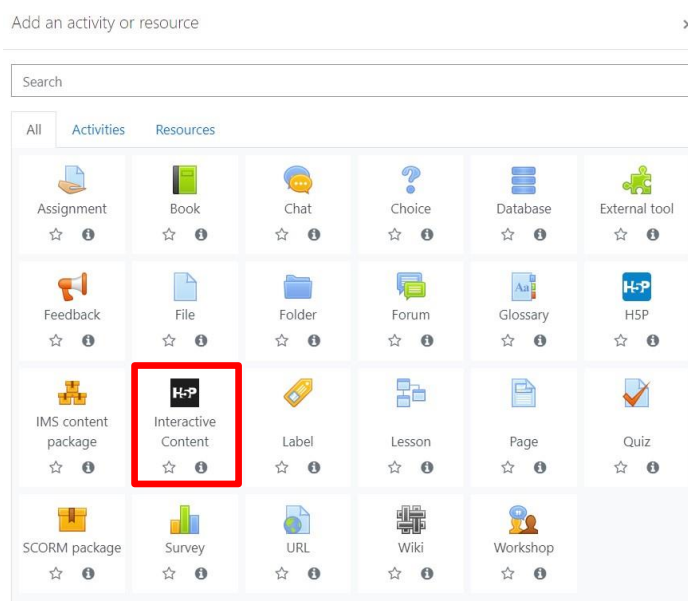 Add an activity or resource
Search
All Activities Resources
Assignment Book Chat Choice Database External tool
Aa
H5P
Feedback File Folder Forum Glossary H5P
H5P
IMS content package
Interactive Content
Label Lesson Page Quiz
SCORM package Survey URL Wiki Workshop